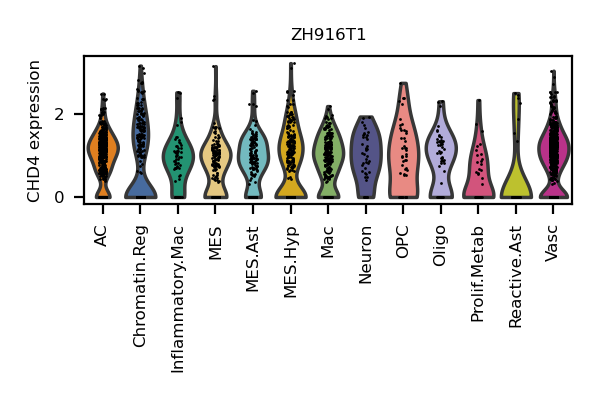 ZH916T1
CHD4 expression
2
0
AC
Chromatin.Reg
Inflammatory.Mac
MES
MES.Ast
MES.Hyp
Mac
Neuron
OPC
Oligo
Prolif.Metab
Reactive.Ast
Vasc